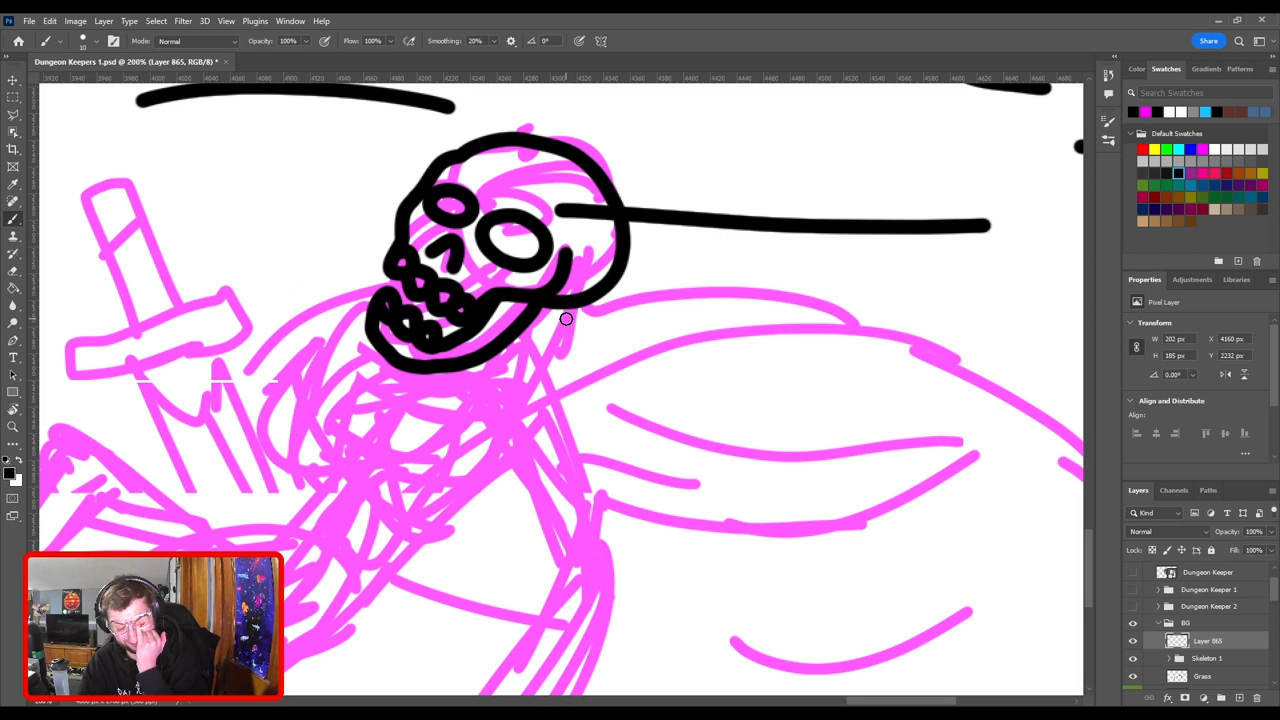 Ps File Edit Image Layer Type Select Filter 3D View Plugins Window Help
10 Mode: Normal Opacity: 100% Flow: 100% Smoothing: 20% 0° Share
Dungeon Keepers 1.psd @ 200% (Layer 865, RGB/8) * ×
Color Swatches Gradients Patterns
Search Swatches
Default Swatches
Properties Adjustments Libraries
Pixel Layer
Transform
W 202 px X 4160 px
H 185 px Y 2232 px
0.00°
Align and Distribute
Align:
Layers Channels Paths
Kind
Normal Opacity: 100%
Lock: Fill: 100%
Dungeon Keeper
Dungeon Keeper 1
Dungeon Keeper 2
BG
Layer 865
Skeleton 1
Grass